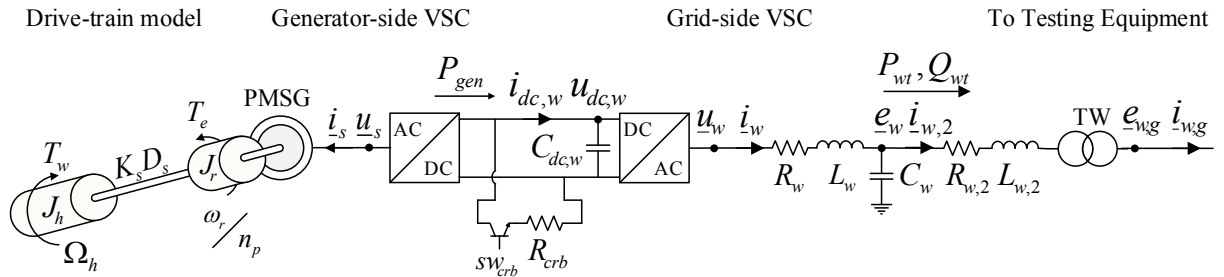 Drive-train model
Generator-side VSC
Grid-side VSC
To Testing Equipment
P_gen
i_dc,w
u_dc,w
P_wt, Q_wt
PMSG
T_e
T_w
K_s D_s
J_r
J_h
ω_r / n_p
Ω_h
i_s
u_s
AC
DC
C_dc,w
sw_crb
R_crb
DC
AC
u_w
i_w
R_w
L_w
e_w
i_w,2
C_w
R_w,2
L_w,2
TW
e_wg
i_wg